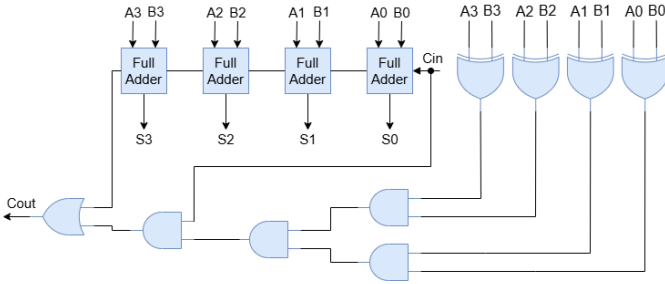 A3 B3 A2 B2 A1 B1 A0 B0 A3 B3 A2 B2 A1 B1 A0 B0
Full Adder Full Adder Full Adder Full Adder Cin
S3 S2 S1 S0
Cout